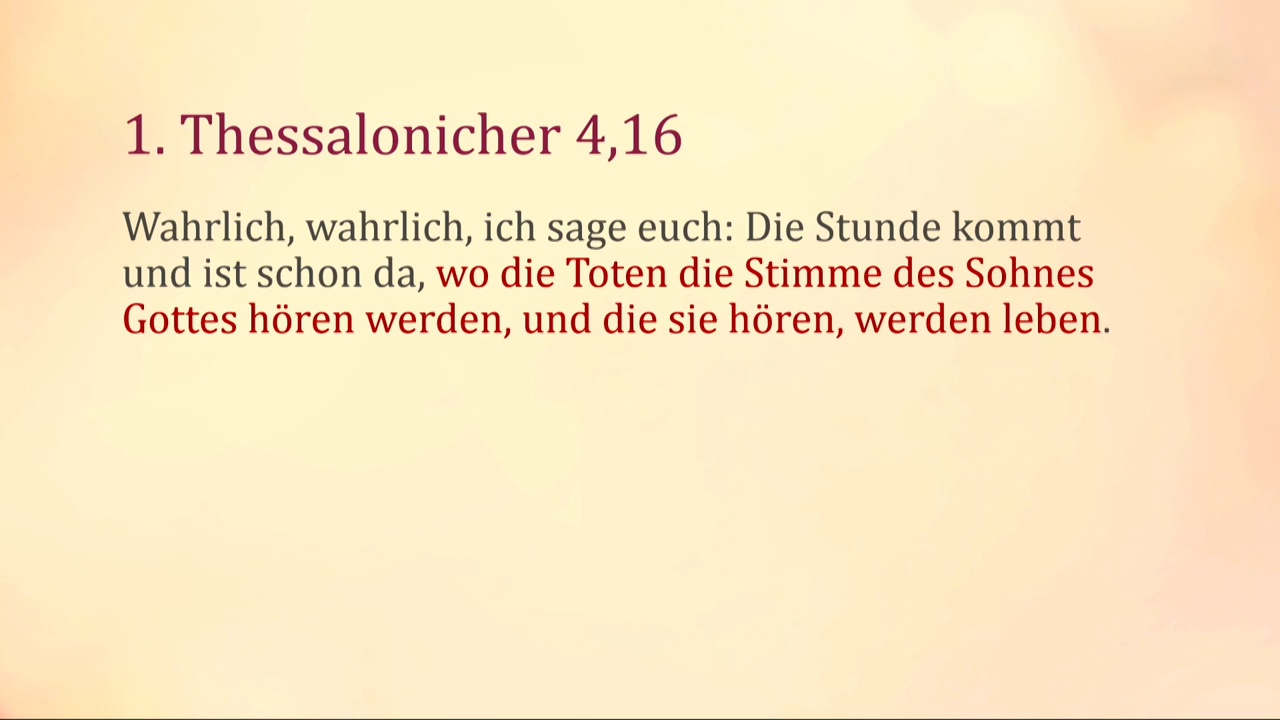 1. Thessalonicher 4,16
Wahrlich, wahrlich, ich sage euch: Die Stunde kommt
und ist schon da, wo die Toten die Stimme des Sohnes
Gottes hören werden, und die sie hören, werden leben.